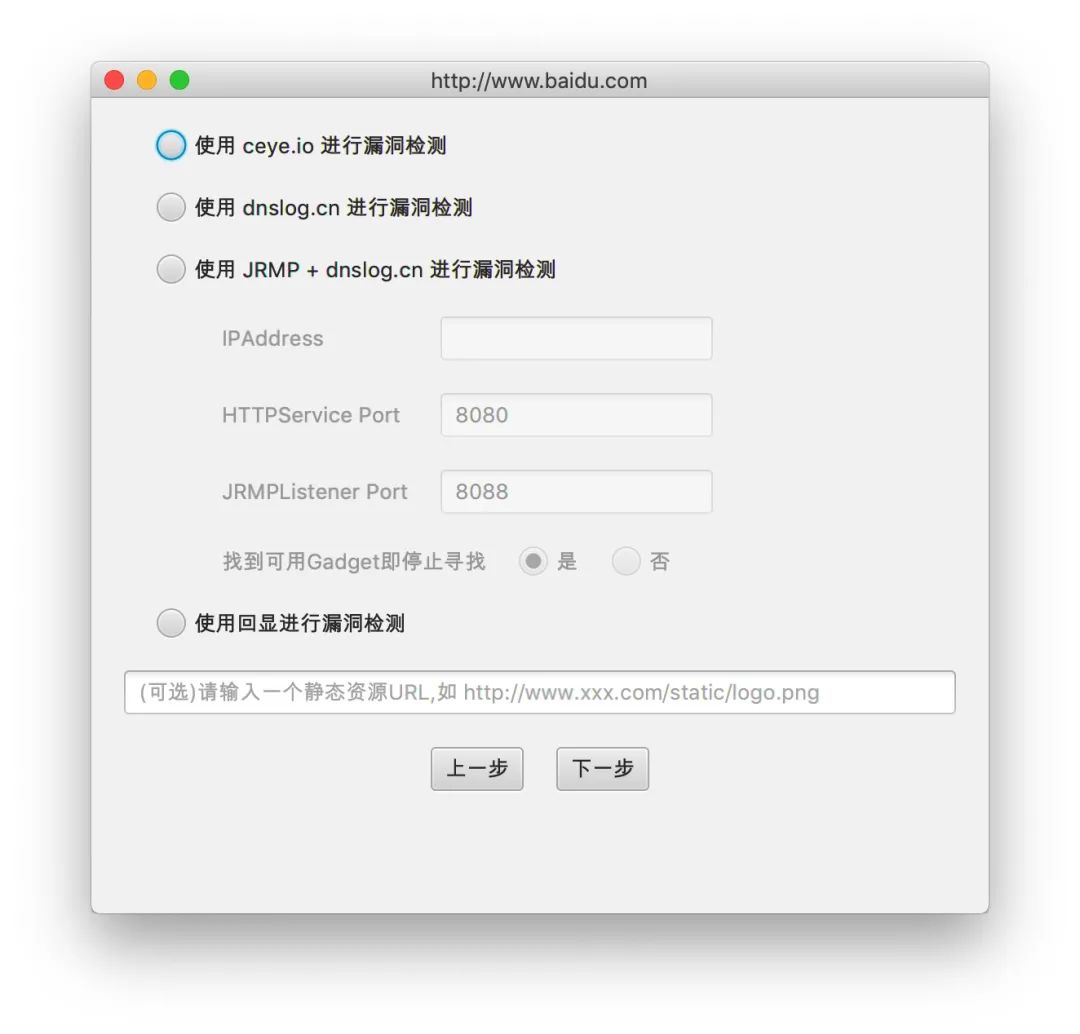 http://www.baidu.com
使用 ceye.io 进行漏洞检测
使用 dnslog.cn 进行漏洞检测
使用 JRMP + dnslog.cn 进行漏洞检测
IPAddress
HTTPService Port 8080
JRMPListener Port 8088
找到可用Gadget即停止寻找 是 否
使用回显进行漏洞检测
(可选)请输入一个静态资源URL,如 http://www.xxx.com/static/logo.png
上一步 下一步